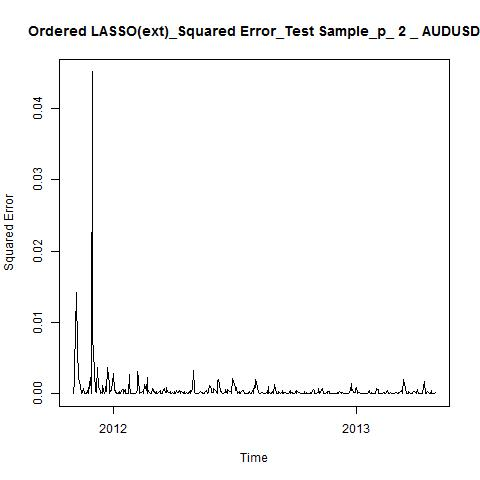 Ordered LASSO(ext)_Squared Error_Test Sample_p_ 2 _ AUDUSD
Squared Error
0.04
0.03
0.02
0.01
0.00
2012
2013
Time